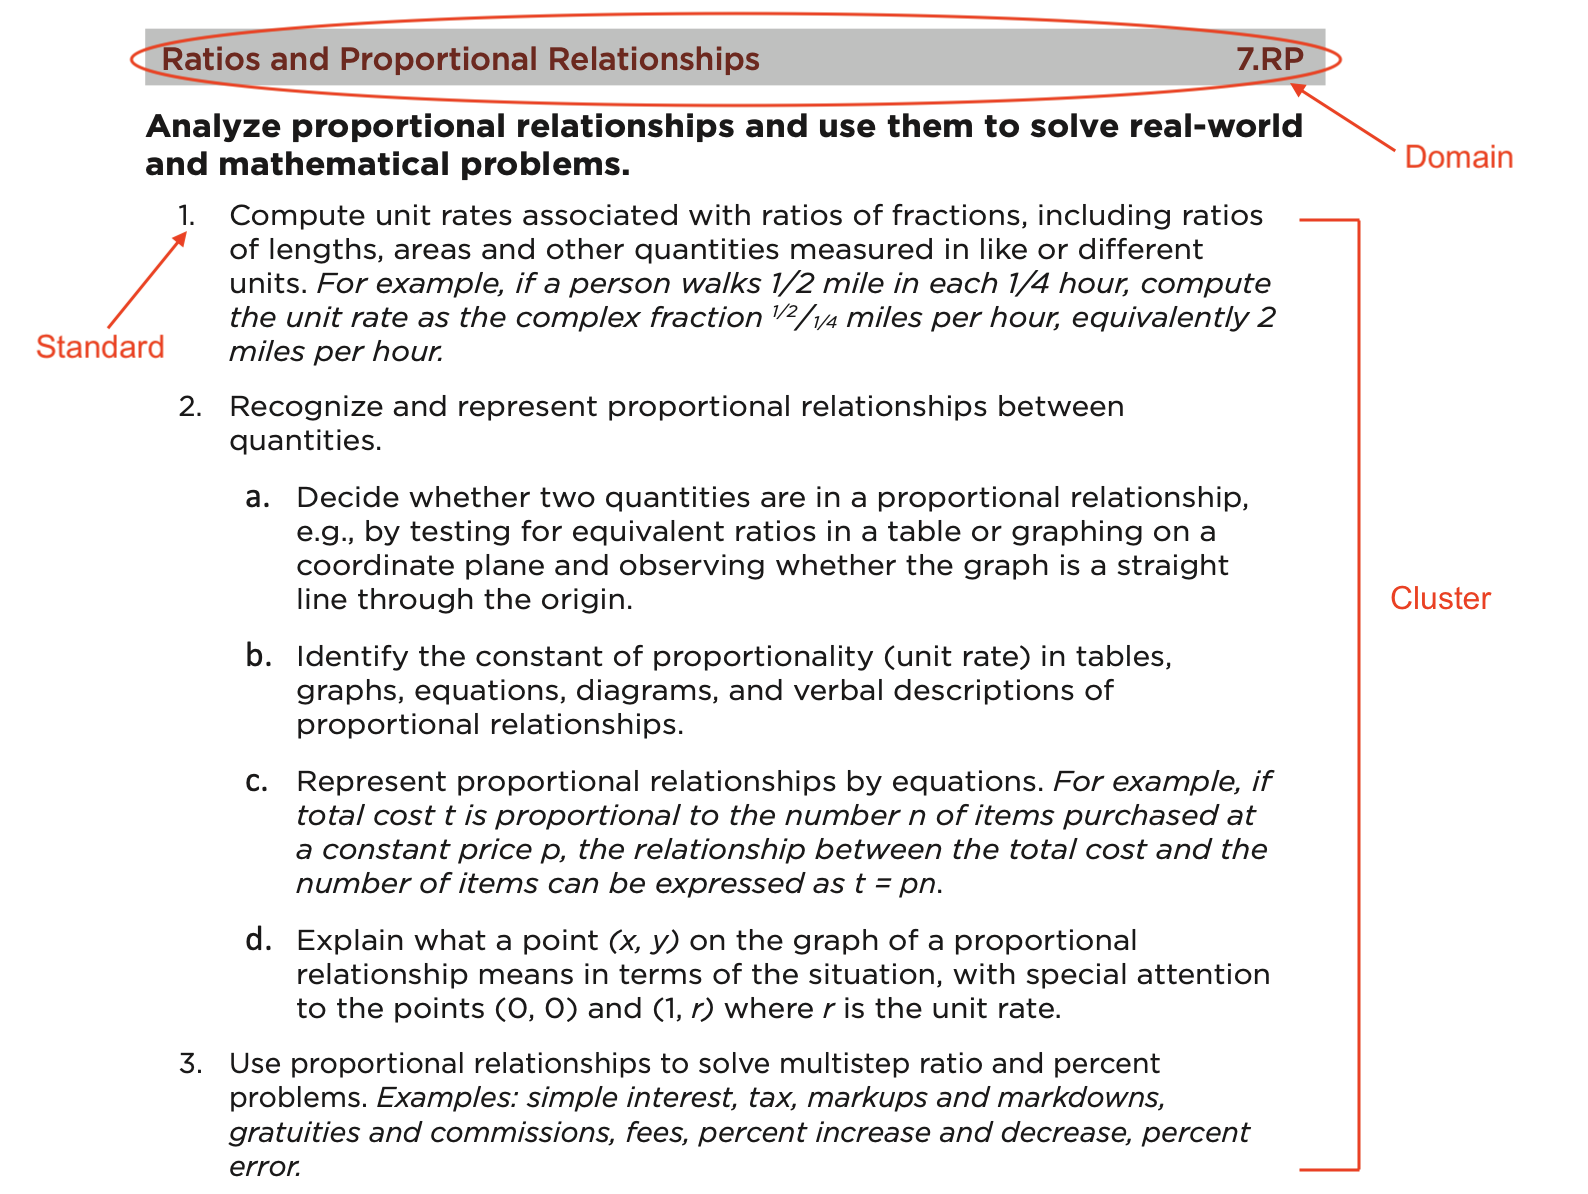 Ratios and Proportional Relationships 7.RP
Analyze proportional relationships and use them to solve real-world
and mathematical problems.
Domain
1. Compute unit rates associated with ratios of fractions, including ratios
of lengths, areas and other quantities measured in like or different
units. For example, if a person walks 1/2 mile in each 1/4 hour, compute
the unit rate as the complex fraction 1/2/1/4 miles per hour, equivalently 2
miles per hour.
Standard
2. Recognize and represent proportional relationships between
quantities.
a. Decide whether two quantities are in a proportional relationship,
e.g., by testing for equivalent ratios in a table or graphing on a
coordinate plane and observing whether the graph is a straight
line through the origin.
Cluster
b. Identify the constant of proportionality (unit rate) in tables,
graphs, equations, diagrams, and verbal descriptions of
proportional relationships.
c. Represent proportional relationships by equations. For example, if
total cost t is proportional to the number n of items purchased at
a constant price p, the relationship between the total cost and the
number of items can be expressed as t = pn.
d. Explain what a point (x, y) on the graph of a proportional
relationship means in terms of the situation, with special attention
to the points (0, 0) and (1, r) where r is the unit rate.
3. Use proportional relationships to solve multistep ratio and percent
problems. Examples: simple interest, tax, markups and markdowns,
gratuities and commissions, fees, percent increase and decrease, percent
error.